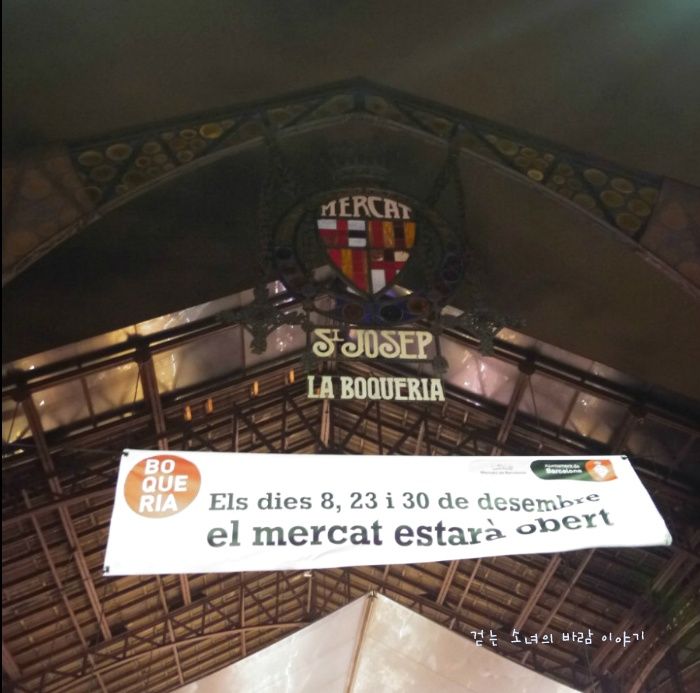 MERCAT
ST JOSEP
LA BOQUERIA
BO
QUE
RIA
Ajuntament de
Barcelona
Els dies 8, 23 i 30 de desembre
el mercat estarà obert
걷는 소녀의 바람 이야기